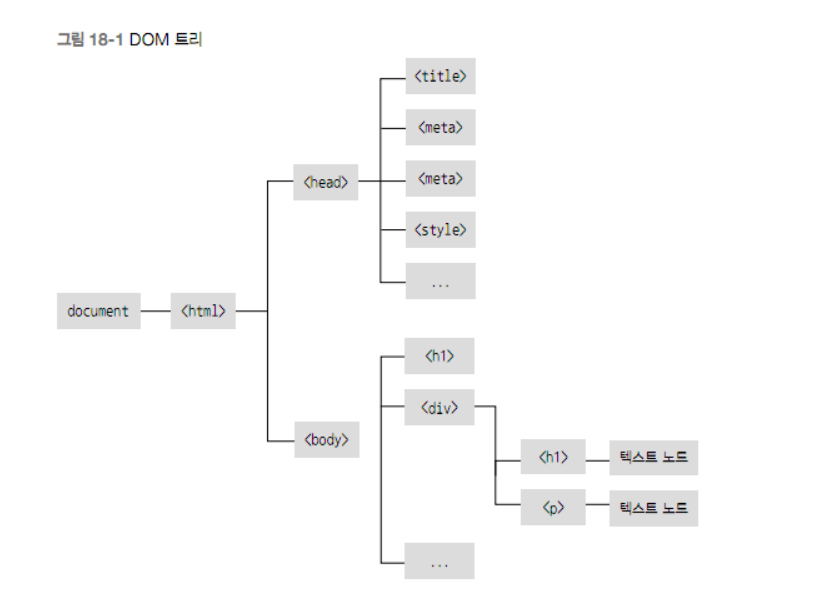 그림 18-1 DOM 트리
<title>
<meta>
<head>
<meta>
<style>
...
document
<html>
<h1>
<div>
<body>
<h1>
텍스트 노드
<p>
텍스트 노드
...